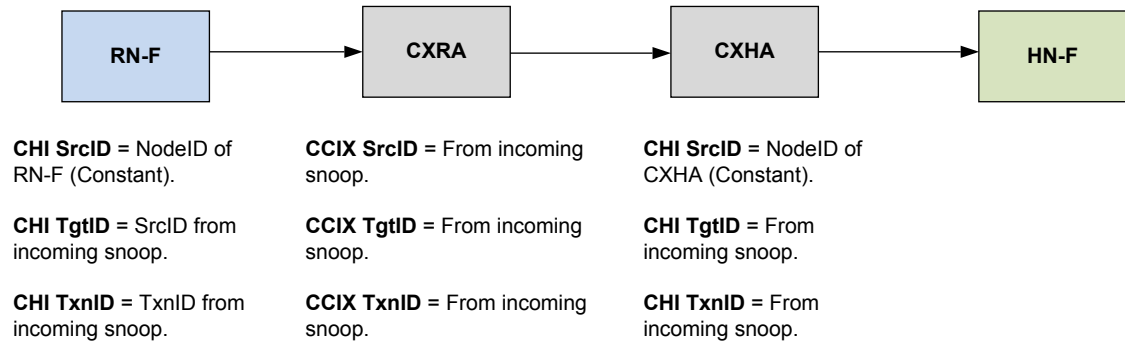 RN-F
CXRA
CXHA
HN-F
CHI SrcID = NodeID of
RN-F (Constant).
CHI TgtID = SrcID from
incoming snoop.
CHI TxnID = TxnID from
incoming snoop.
CCIX SrcID = From incoming
snoop.
CCIX TgtID = From incoming
snoop.
CCIX TxnID = From incoming
snoop.
CHI SrcID = NodeID of
CXHA (Constant).
CHI TgtID = From
incoming snoop.
CHI TxnID = From
incoming snoop.